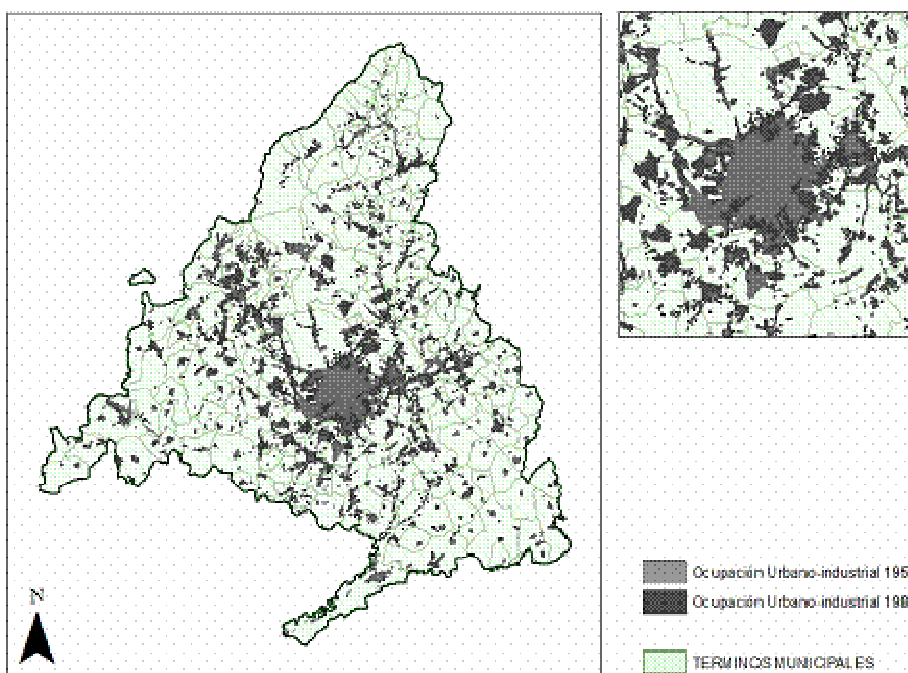 N
Ocupación Urbano-industrial 195
Ocupación Urbano-industrial 198
TERMINOS MUNICIPALES